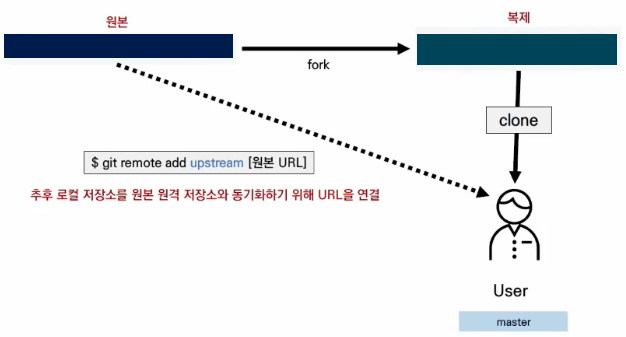 원본
복제
fork
clone
$ git remote add upstream [원본 URL]
추후 로컬 저장소를 원본 원격 저장소와 동기화하기 위해 URL을 연결
User
master